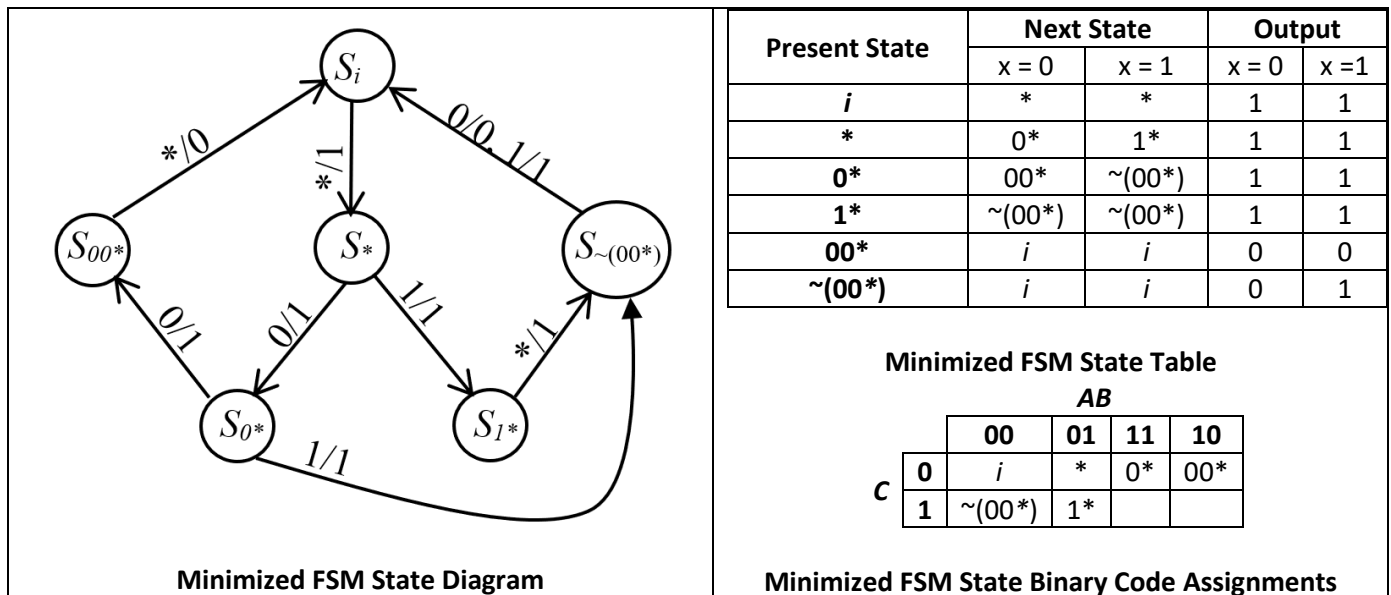 S_i
*/0
*/1
0/0, 1/1
S_00*
S_*
S_~(00*)
0/1
0/1
1/1
*/1
S_0*
S_1*
1/1
Minimized FSM State Diagram
Present State Next State Output
x = 0 x = 1 x = 0 x =1
i * * 1 1
* 0* 1* 1 1
0* 00* ~(00*) 1 1
1* ~(00*) ~(00*) 1 1
00* i i 0 0
~(00*) i i 0 1
Minimized FSM State Table
AB
00 01 11 10
C 0 i * 0* 00*
1 ~(00*) 1*
Minimized FSM State Binary Code Assignments